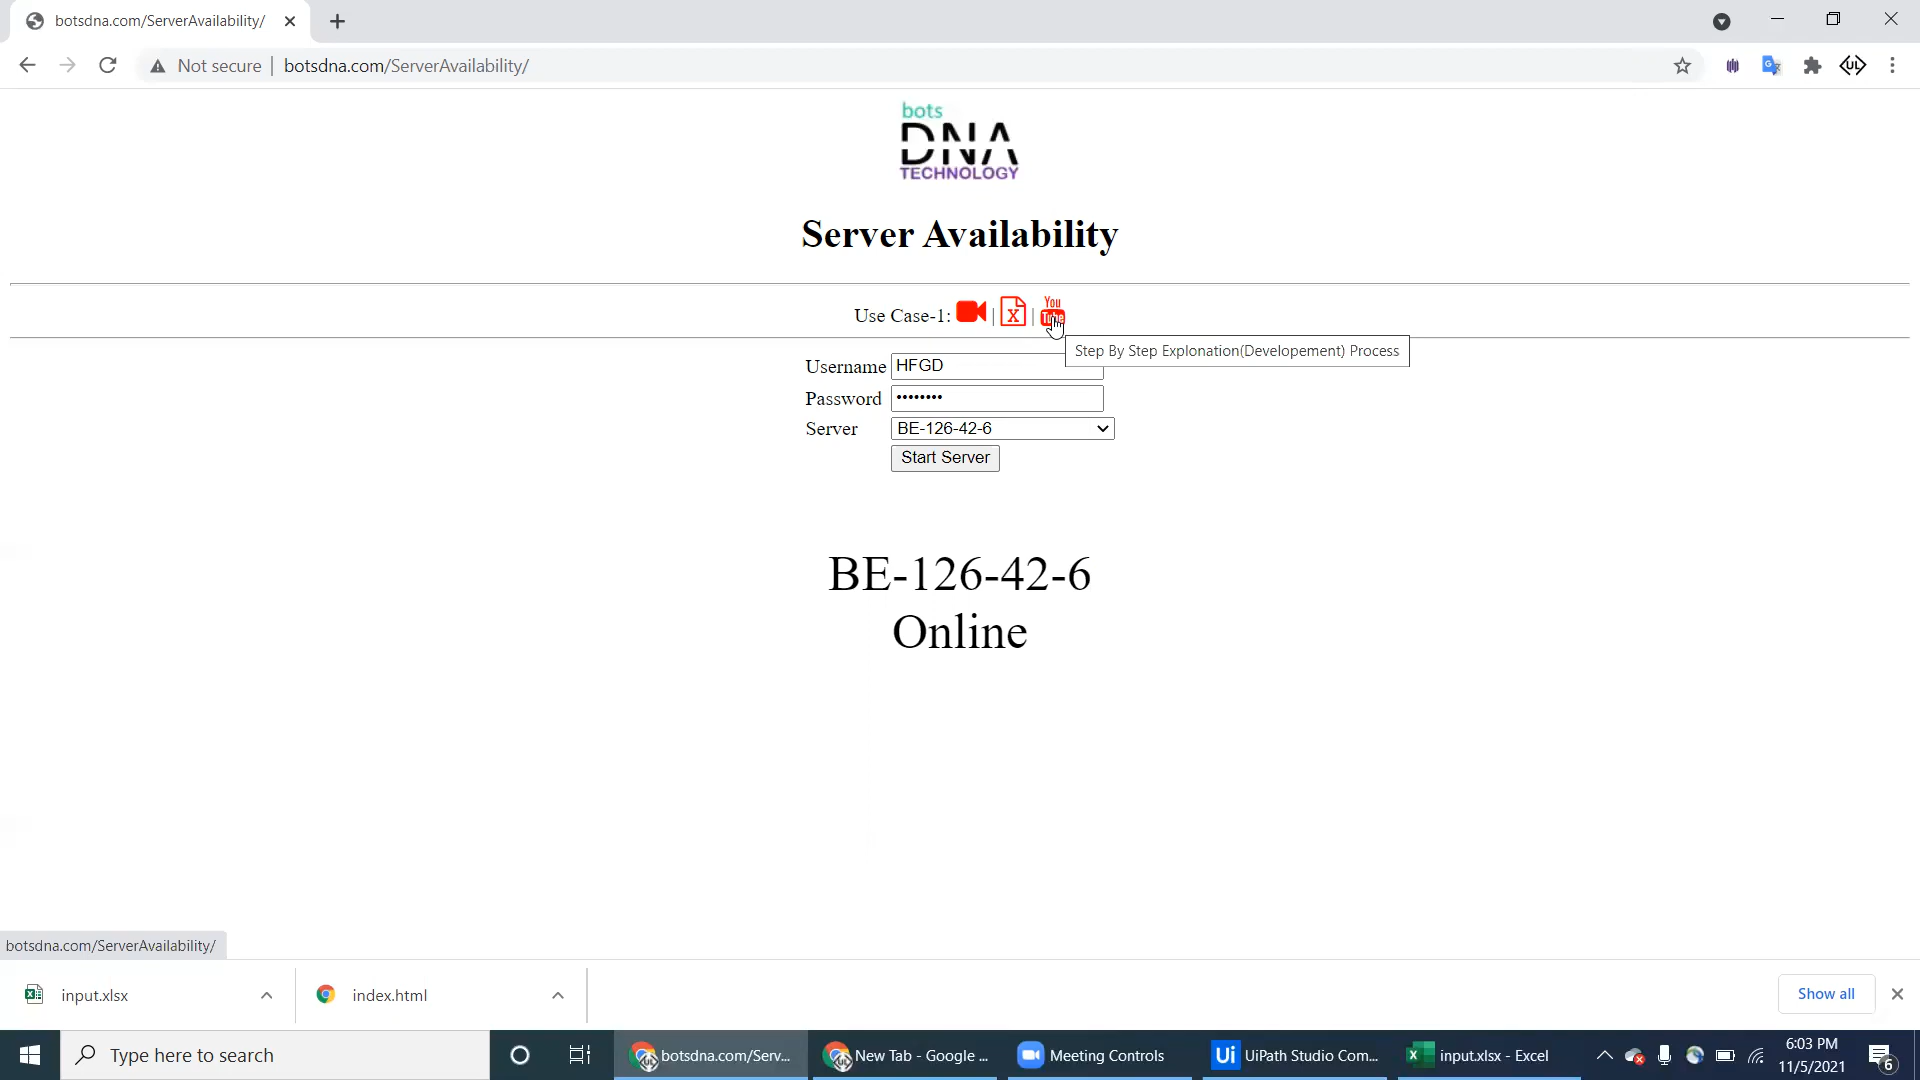 botsdna.com/ServerAvailability/
Not secure | botsdna.com/ServerAvailability/
bots
DNA
TECHNOLOGY
Server Availability
Use Case-1: | X | You Tube
Step By Step Explonation(Developement) Process
Username HFGD
Password ••••••••
Server BE-126-42-6
Start Server
BE-126-42-6
Online
botsdna.com/ServerAvailability/
input.xlsx
index.html
Show all
Type here to search
botsdna.com/Serv...
New Tab - Google ...
Meeting Controls
Ui UiPath Studio Com...
input.xlsx - Excel
6:03 PM
11/5/2021
6